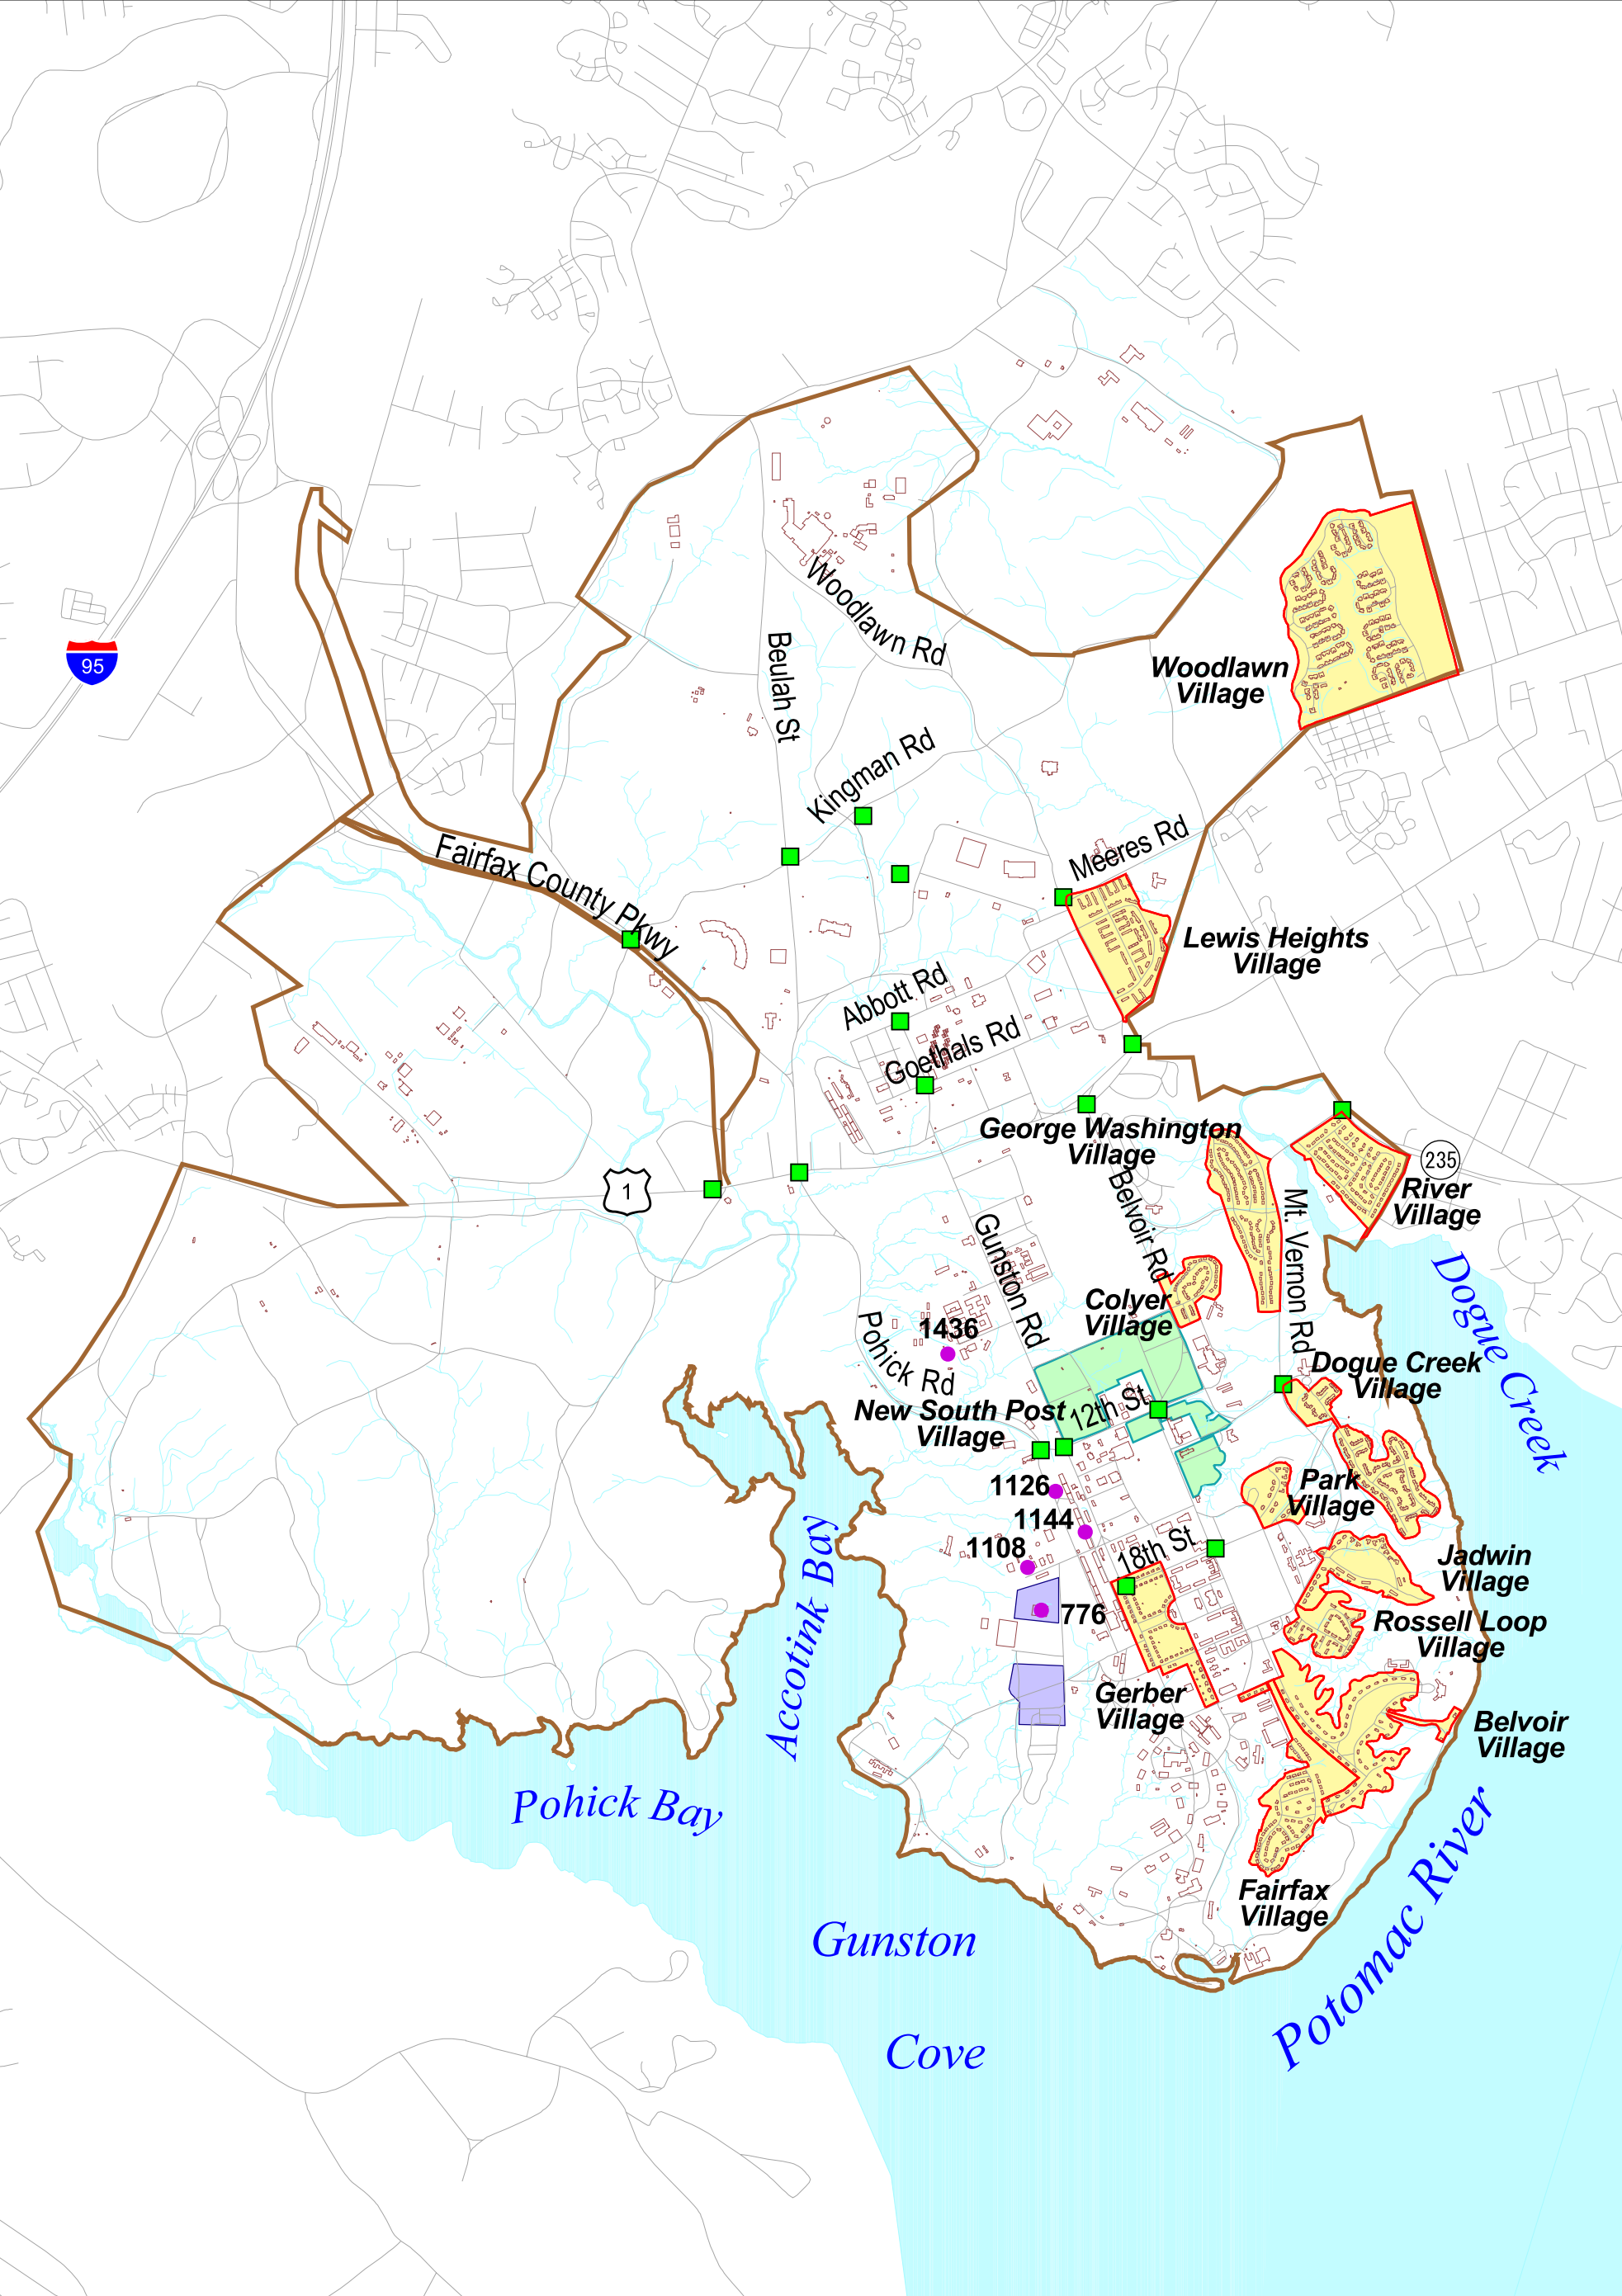 Woodlawn Rd
95
Beulah St
Woodlawn
Village
Kingman Rd
Meeres Rd
Fairfax County Pkwy
Lewis Heights
Village
Abbott Rd
Goethals Rd
George Washington
Village
235
1
River
Village
Belvoir Rd
Mt. Vernon Rd
Gunston Rd
Dogue Creek
Colyer
Village
1436
Pohick Rd
Dogue Creek
Village
12th St
New South Post
Village
1126
Park
Village
1144
1108
18th St
Jadwin
Village
776
Rossell Loop
Village
Accotink Bay
Gerber
Village
Belvoir
Village
Pohick Bay
Fairfax
Village
Potomac River
Gunston
Cove